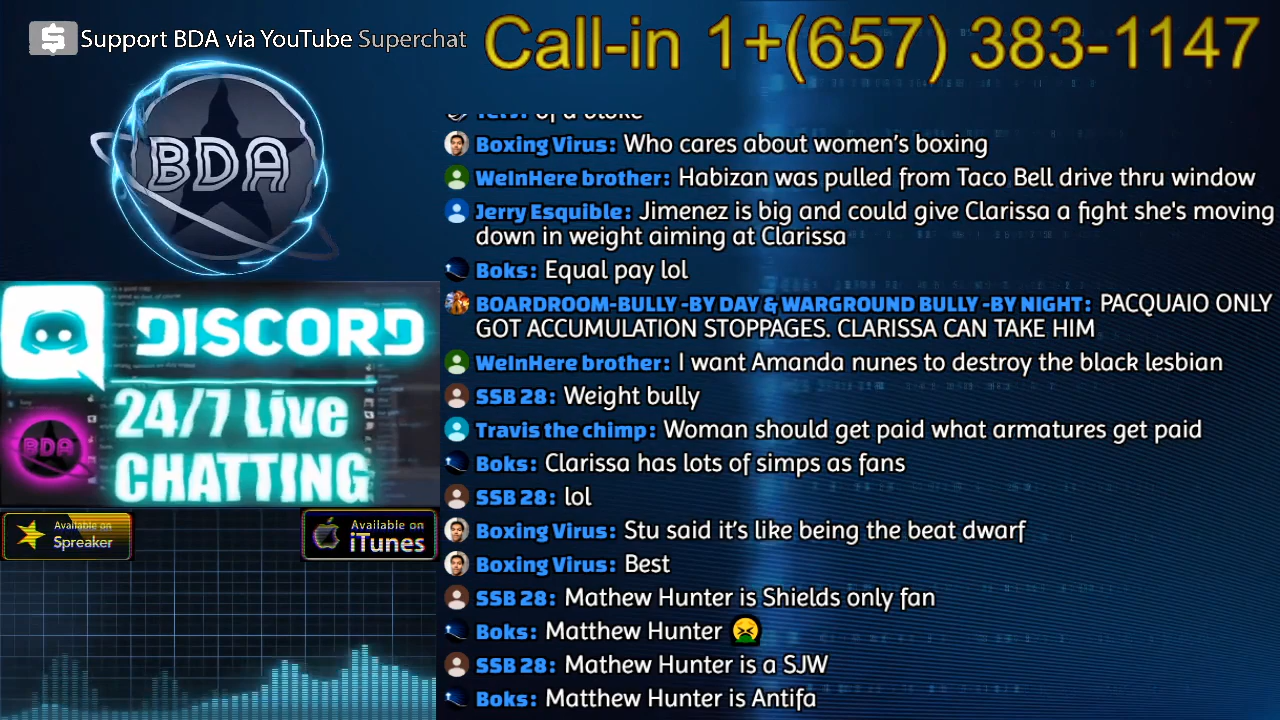 Support BDA via YouTube Superchat
Call-in 1+(657) 383-1147
BDA
of a bloke
Boxing Virus: Who cares about women's boxing
WeInHere brother: Habizan was pulled from Taco Bell drive thru window
Jerry Esquible: Jimenez is big and could give Clarissa a fight she's moving
down in weight aiming at Clarissa
Boks: Equal pay lol
BOARDROOM-BULLY -BY DAY & WARGROUND BULLY -BY NIGHT: PACQUAIO ONLY
GOT ACCUMULATION STOPPAGES. CLARISSA CAN TAKE HIM
WeInHere brother: I want Amanda nunes to destroy the black lesbian
SSB 28: Weight bully
Travis the chimp: Woman should get paid what armatures get paid
Boks: Clarissa has lots of simps as fans
SSB 28: lol
Boxing Virus: Stu said it's like being the beat dwarf
Boxing Virus: Best
SSB 28: Mathew Hunter is Shields only fan
Boks: Matthew Hunter 🤮
SSB 28: Mathew Hunter is a SJW
Boks: Matthew Hunter is Antifa
DISCORD
24/7 Live
CHATTING
BDA
Available on
Spreaker
Available on
iTunes